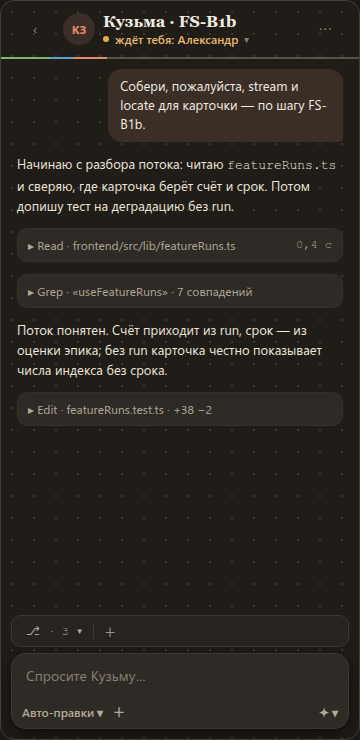 КЗ
Кузьма · FS-B1b
ждёт тебя: Александр ▾
Собери, пожалуйста, stream и
locate для карточки — по шагу FS-
B1b.
Начинаю с разбора потока: читаю featureRuns.ts
и сверяю, где карточка берёт счёт и срок. Потом
допишу тест на деградацию без run.
▸ Read · frontend/src/lib/featureRuns.ts 0,4 с
▸ Grep · «useFeatureRuns» · 7 совпадений
Поток понятен. Счёт приходит из run, срок — из
оценки эпика; без run карточка честно показывает
числа индекса без срока.
▸ Edit · featureRuns.test.ts · +38 −2
⎇ · 3 ▾ +
Спросите Кузьму...
Авто-правки ▾ + ✦ ▾